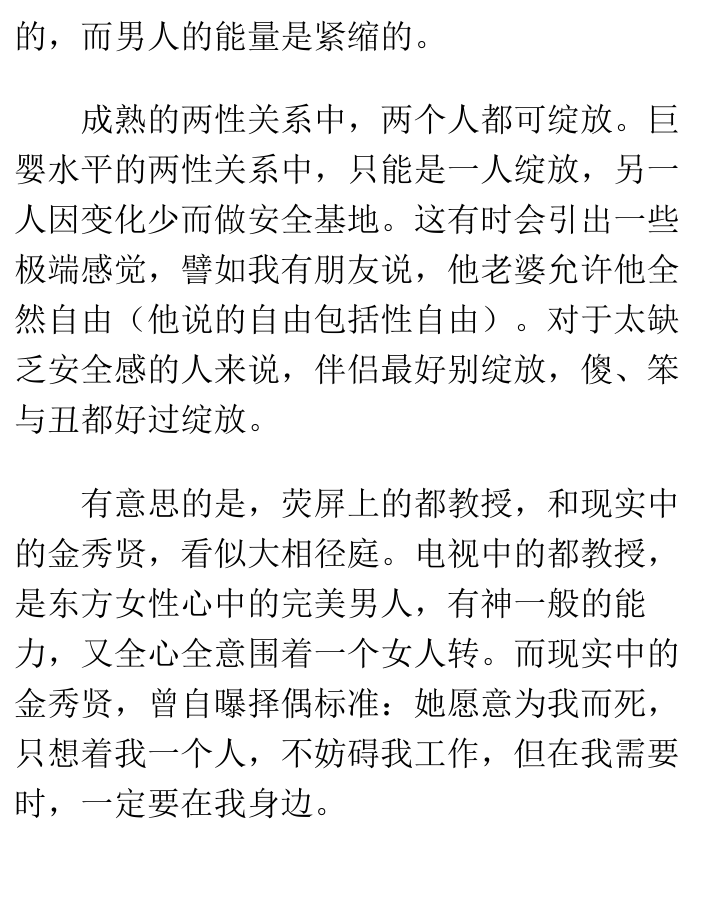 的，而男人的能量是紧缩的。
成熟的两性关系中，两个人都可绽放。巨
婴水平的两性关系中，只能是一人绽放，另一
人因变化少而做安全基地。这有时会引出一些
极端感觉，譬如我有朋友说，他老婆允许他全
然自由（他说的自由包括性自由）。对于太缺
乏安全感的人来说，伴侣最好别绽放，傻、笨
与丑都好过绽放。
有意思的是，荧屏上的都教授，和现实中
的金秀贤，看似大相径庭。电视中的都教授，
是东方女性心中的完美男人，有神一般的能
力，又全心全意围着一个女人转。而现实中的
金秀贤，曾自曝择偶标准：她愿意为我而死，
只想着我一个人，不妨碍我工作，但在我需要
时，一定要在我身边。